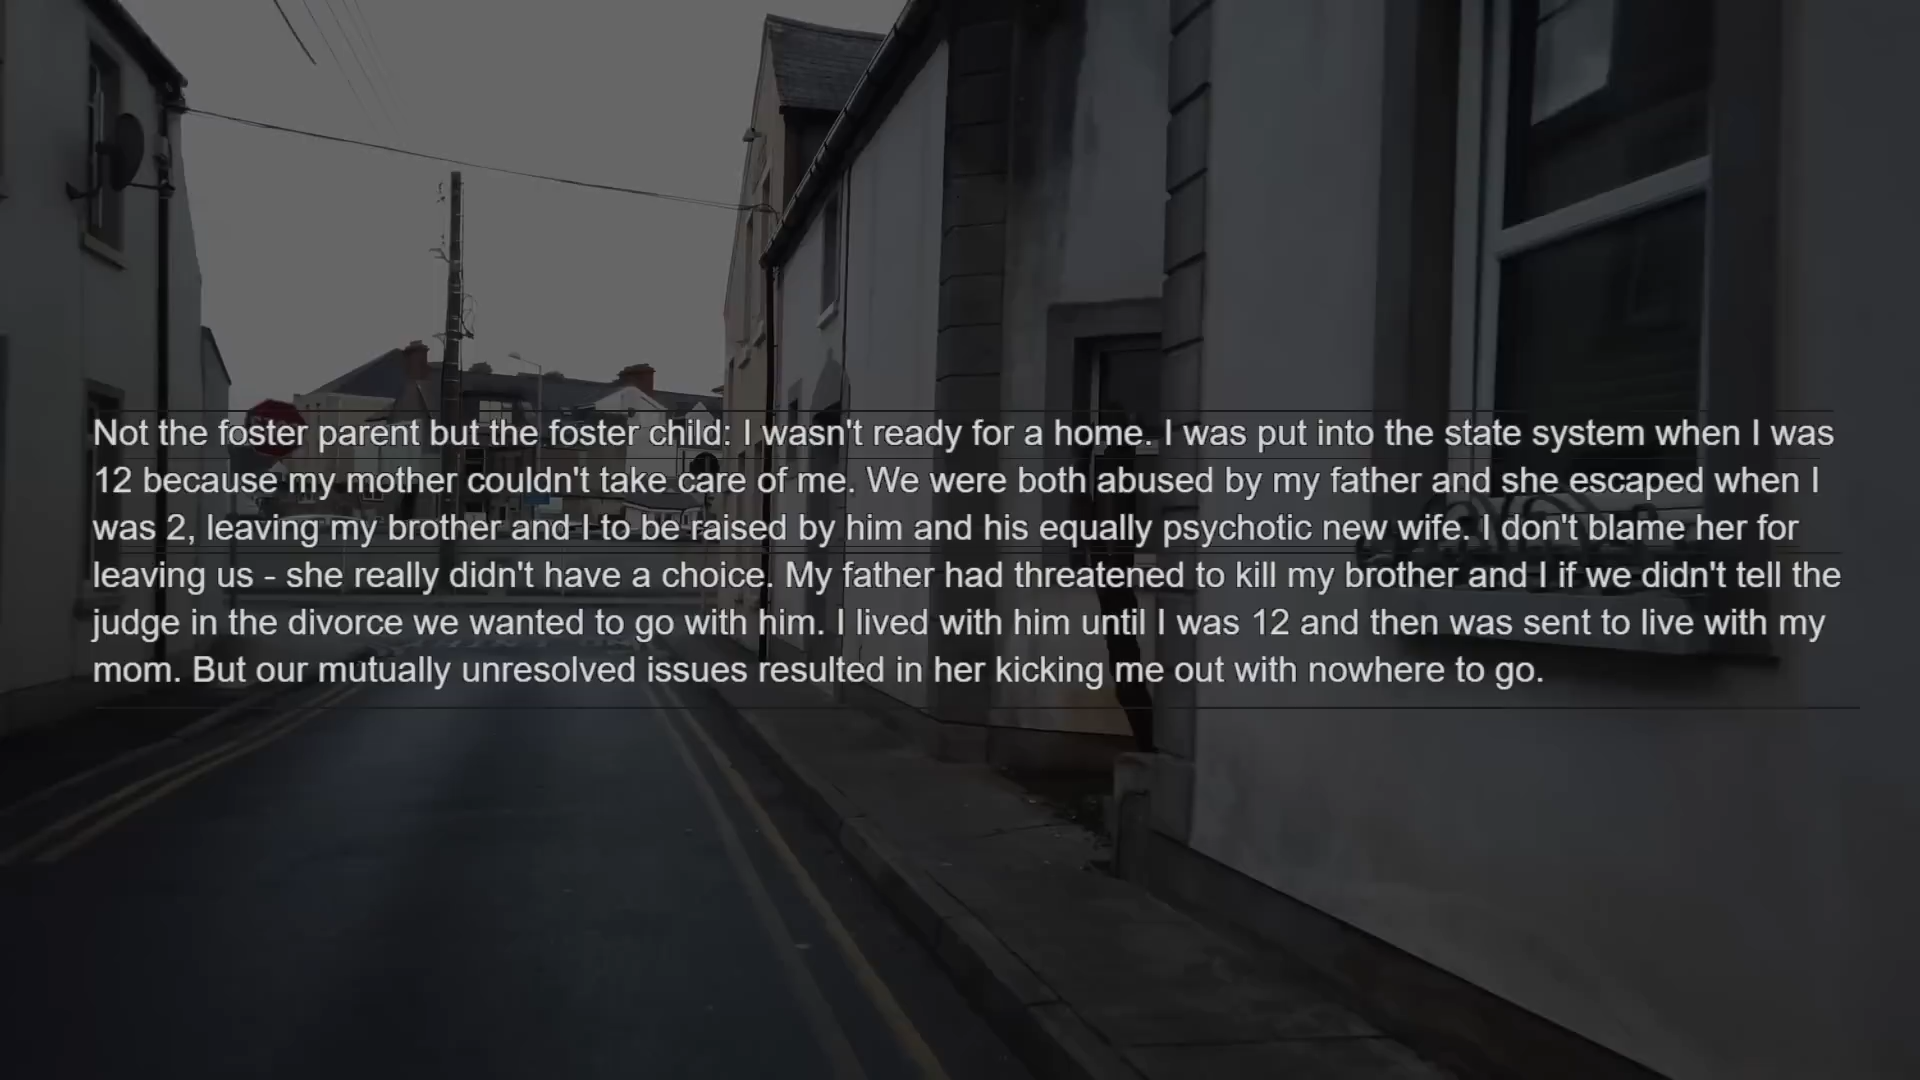 Not the foster parent but the foster child: I wasn't ready for a home. I was put into the state system when I was
12 because my mother couldn't take care of me. We were both abused by my father and she escaped when I
was 2, leaving my brother and I to be raised by him and his equally psychotic new wife. I don't blame her for
leaving us - she really didn't have a choice. My father had threatened to kill my brother and I if we didn't tell the
judge in the divorce we wanted to go with him. I lived with him until I was 12 and then was sent to live with my
mom. But our mutually unresolved issues resulted in her kicking me out with nowhere to go.